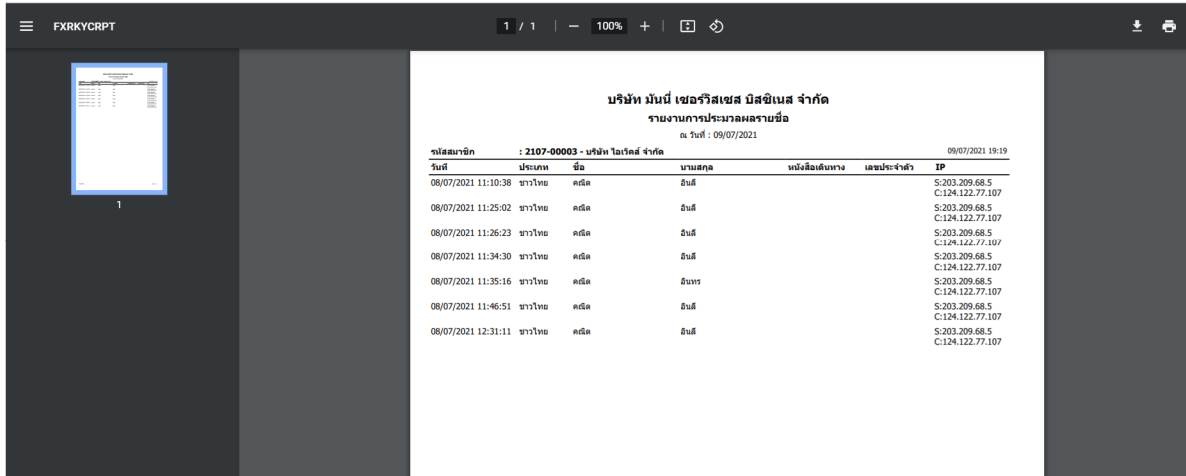 FXRKYCRPT
1 / 1 | − 100% + |
1
บริษัท มันนี่ เซอร์วิสเซส บิสซิเนส จำกัด
รายงานการประมวลผลรายชื่อ
ณ วันที่ : 09/07/2021
รหัสสมาชิก : 2107-00003 - บริษัท ไอเวิคส์ จำกัด 09/07/2021 19:19
วันที่ ประเภท ชื่อ นามสกุล หนังสือเดินทาง เลขประจำตัว IP
08/07/2021 11:10:38 ชาวไทย คณิต อินลี S:203.209.68.5
C:124.122.77.107
08/07/2021 11:25:02 ชาวไทย คณิต อินลี S:203.209.68.5
C:124.122.77.107
08/07/2021 11:26:23 ชาวไทย คณิต อินลี S:203.209.68.5
C:124.122.77.107
08/07/2021 11:34:30 ชาวไทย คณิต อินลี S:203.209.68.5
C:124.122.77.107
08/07/2021 11:35:16 ชาวไทย คณิต อินทร S:203.209.68.5
C:124.122.77.107
08/07/2021 11:46:51 ชาวไทย คณิต อินลี S:203.209.68.5
C:124.122.77.107
08/07/2021 12:31:11 ชาวไทย คณิต อินลี S:203.209.68.5
C:124.122.77.107